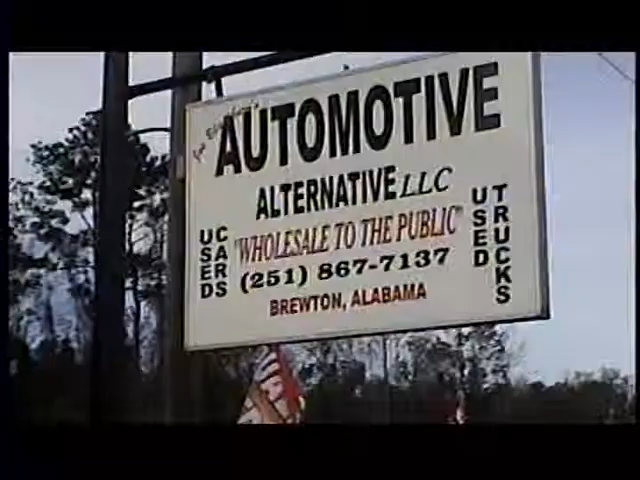 AUTOMOTIVE
ALTERNATIVE LLC
"WHOLESALE TO THE PUBLIC"
USED CARS
(251) 867-7137
USED TRUCKS
BREWTON, ALABAMA